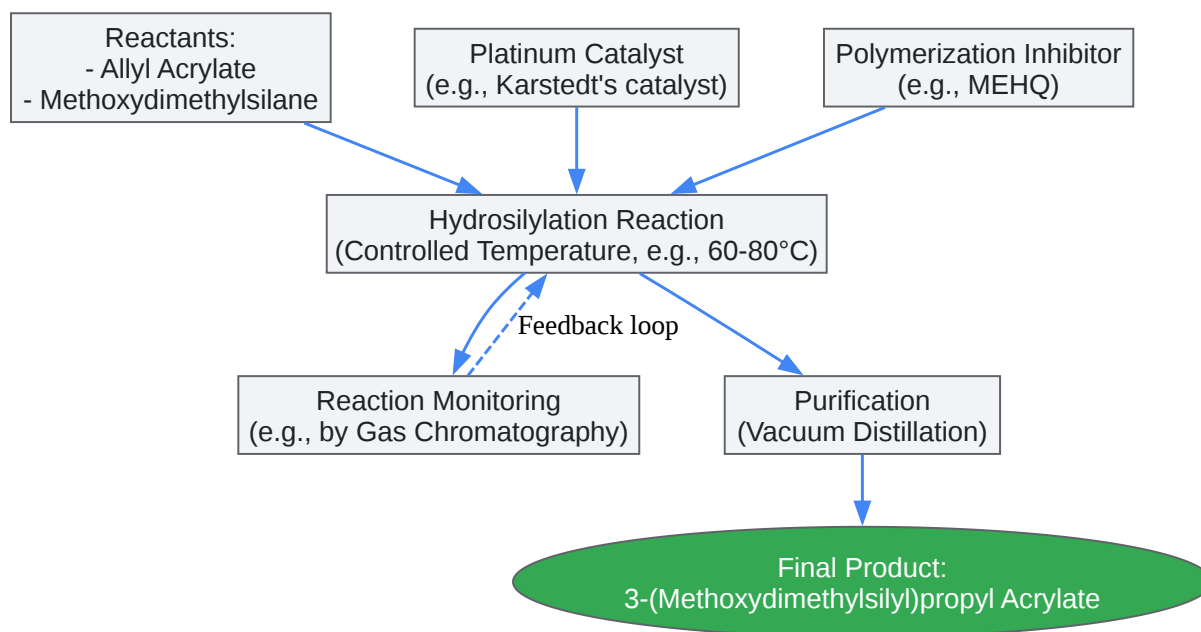 Reactants:
- Allyl Acrylate
- Methoxydimethylsilane
Platinum Catalyst
(e.g., Karstedt's catalyst)
Polymerization Inhibitor
(e.g., MEHQ)
Hydrosilylation Reaction
(Controlled Temperature, e.g., 60-80°C)
Feedback loop
Reaction Monitoring
(e.g., by Gas Chromatography)
Purification
(Vacuum Distillation)
Final Product:
3-(Methoxydimethylsilyl)propyl Acrylate